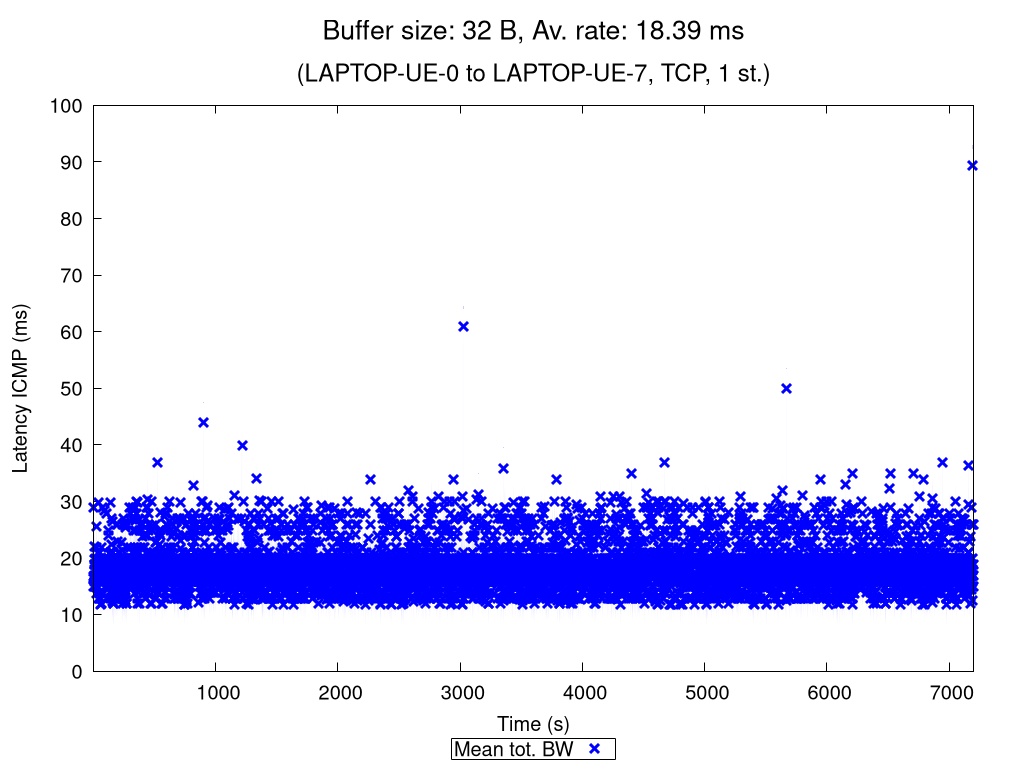 Buffer size: 32 B, Av. rate: 18.39 ms
(LAPTOP-UE-0 to LAPTOP-UE-7, TCP, 1 st.)
Latency ICMP (ms)
100
90
80
70
60
50
40
30
20
10
0
1000 2000 3000 4000 5000 6000 7000
Time (s)
Mean tot. BW